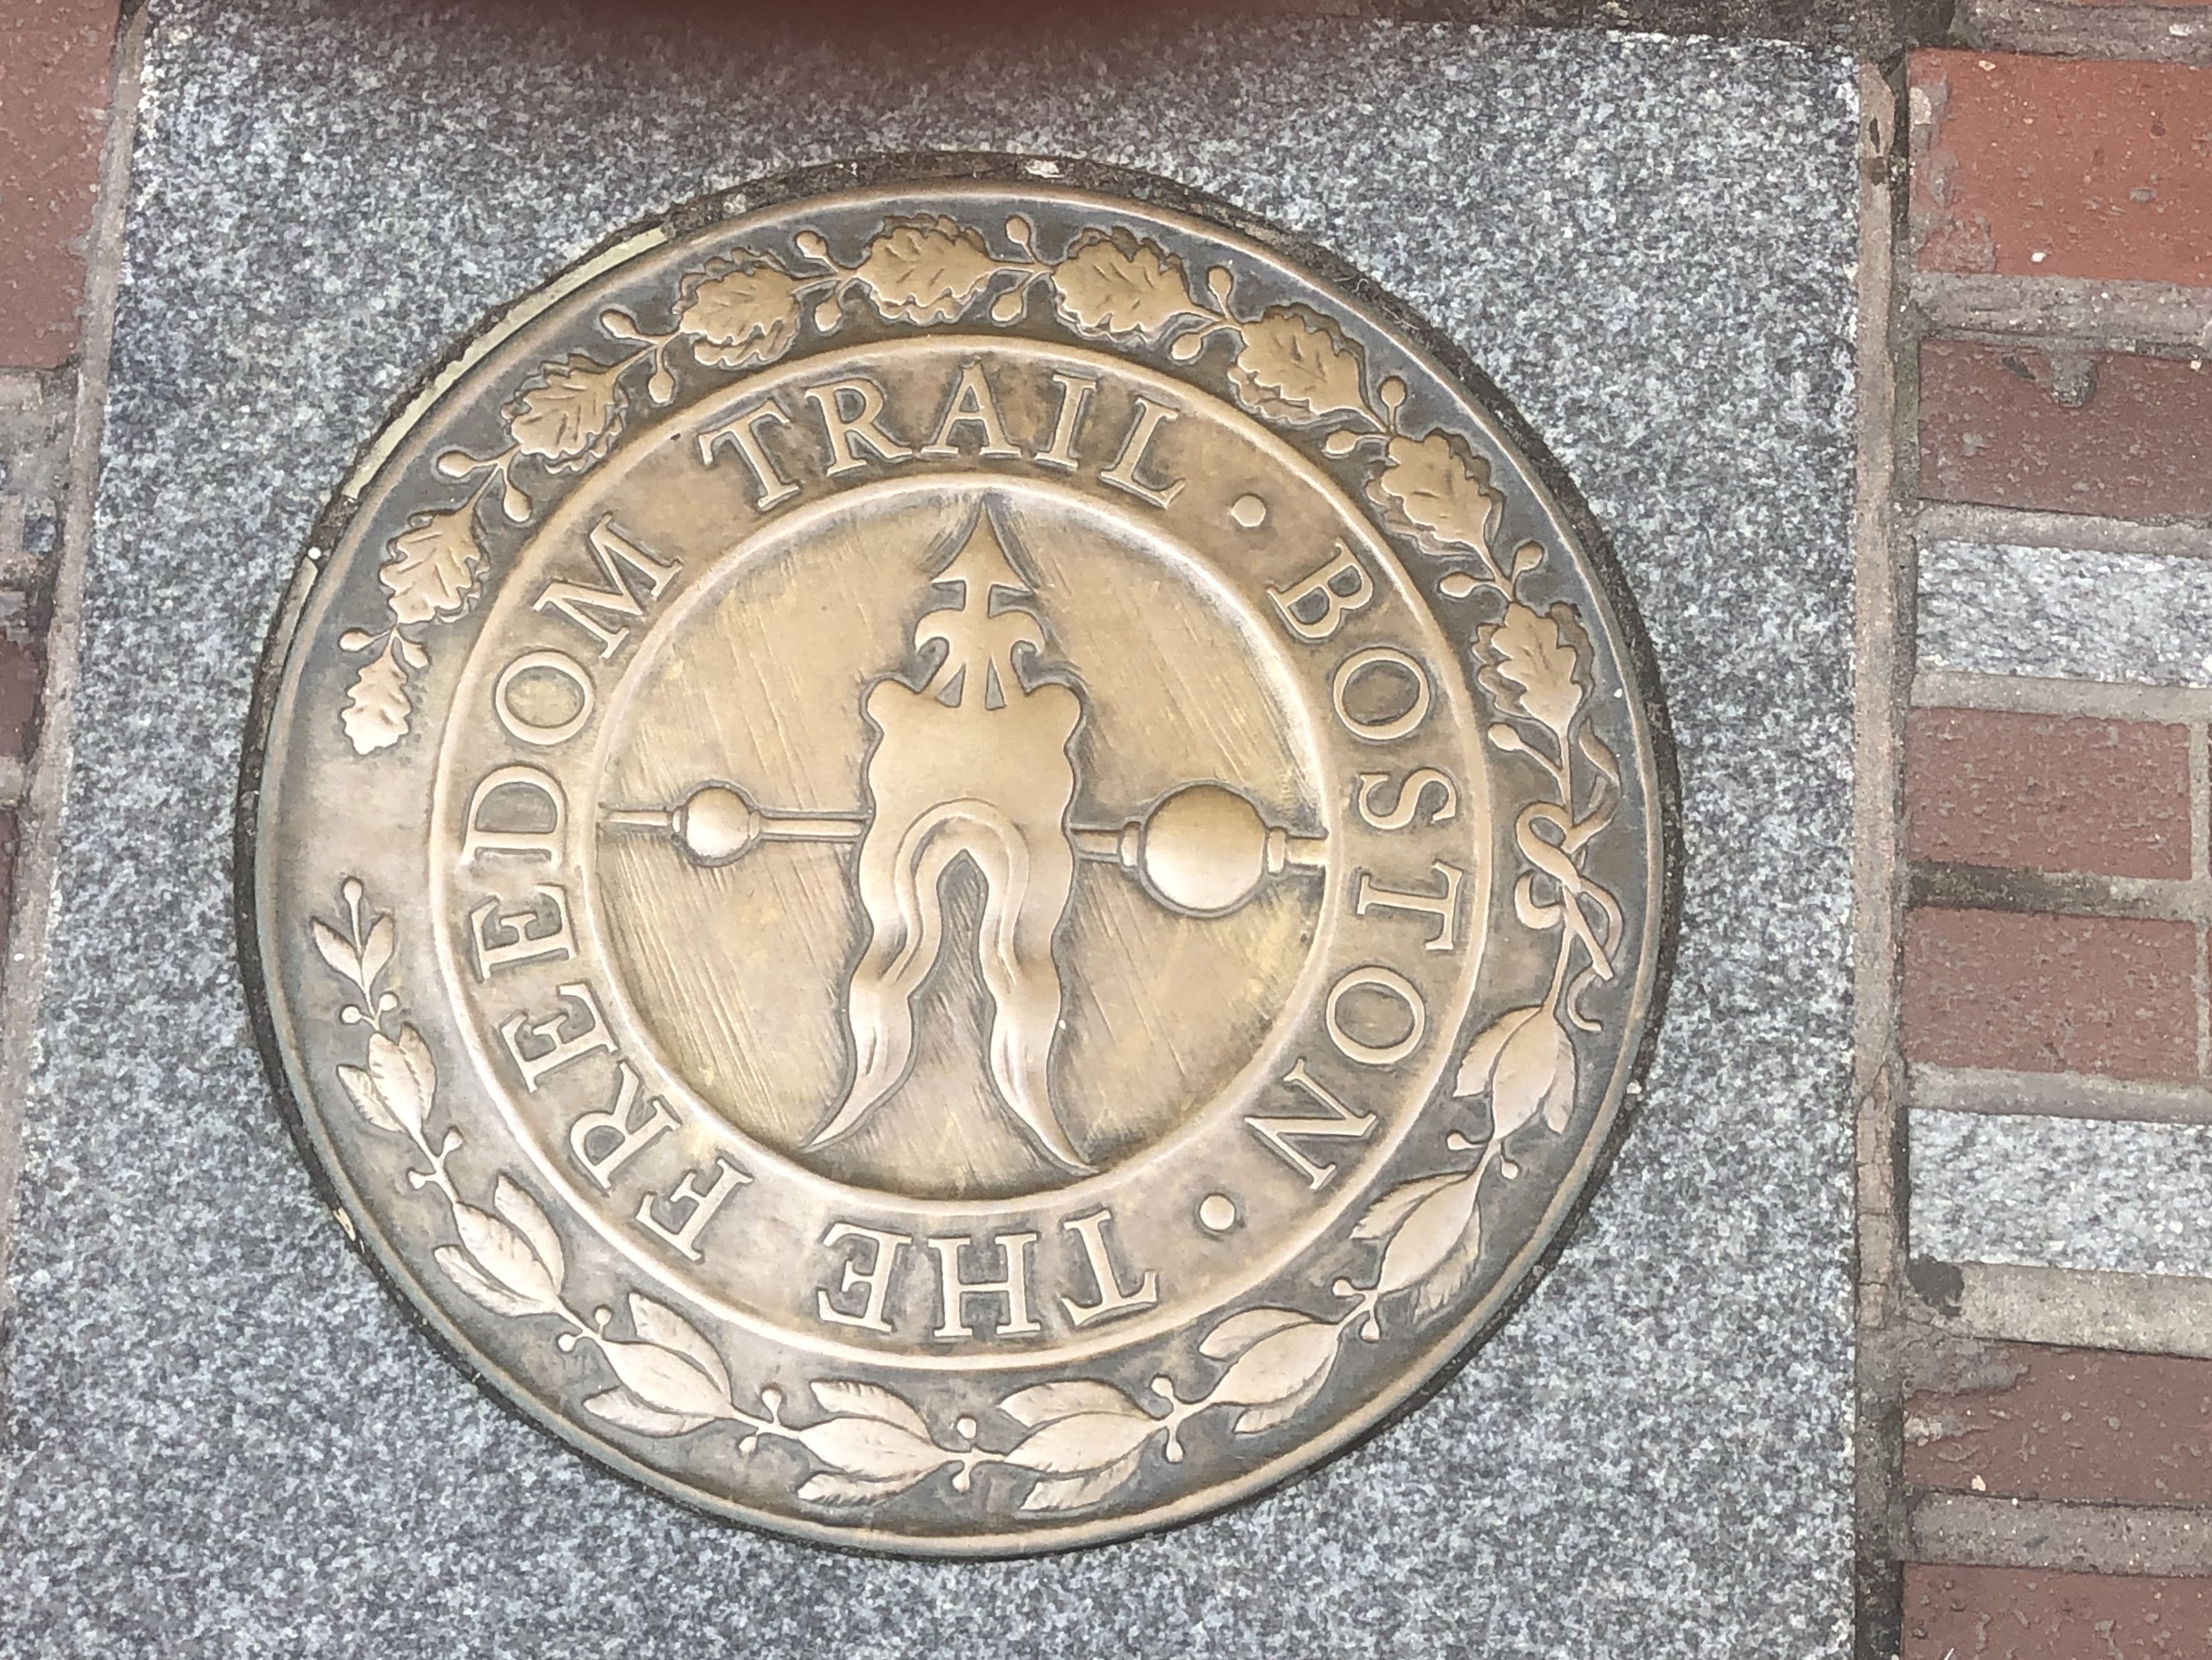 THE FREEDOM TRAIL • BOSTON •